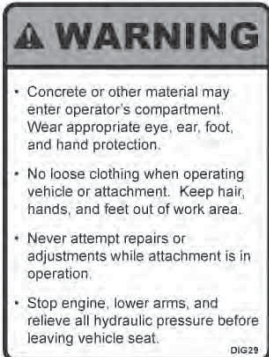 ⚠ WARNING
• Concrete or other material may
enter operator's compartment.
Wear appropriate eye, ear, foot,
and hand protection.
• No loose clothing when operating
vehicle or attachment. Keep hair,
hands, and feet out of work area.
• Never attempt repairs or
adjustments while attachment is in
operation.
• Stop engine, lower arms, and
relieve all hydraulic pressure before
leaving vehicle seat.
DIG29